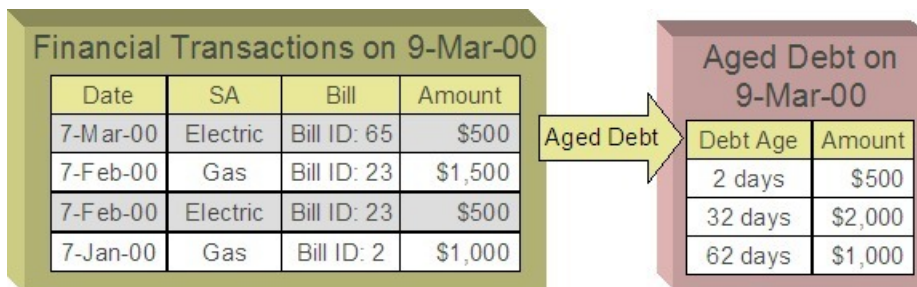 Financial Transactions on 9-Mar-00
Date SA Bill Amount
7-Mar-00 Electric Bill ID: 65 $500
7-Feb-00 Gas Bill ID: 23 $1,500
7-Feb-00 Electric Bill ID: 23 $500
7-Jan-00 Gas Bill ID: 2 $1,000
Aged Debt
Aged Debt on
9-Mar-00
Debt Age Amount
2 days $500
32 days $2,000
62 days $1,000